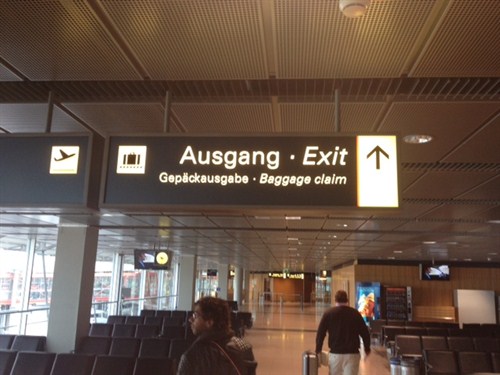 Ausgang · Exit
Gepäckausgabe · Baggage claim